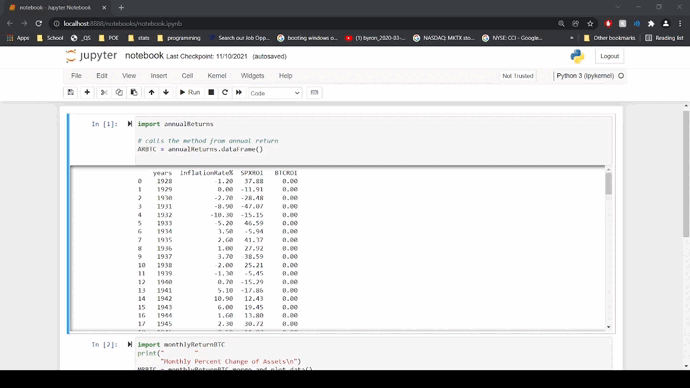 notebook - Jupyter Notebook
localhost:8888/notebooks/notebook.ipynb
Apps School _QS POE stats programming Search our Job Opp... booting windows o... byron_2020-03-... NASDAQ: MKTX sto... NYSE: CCI - Google... » Other bookmarks Reading list
jupyter notebook Last Checkpoint: 11/10/2021 (autosaved) Logout
File Edit View Insert Cell Kernel Widgets Help Not Trusted Python 3 (ipykernel)
Run Code
In [1]: import annualReturns
# calls the method from annual return
ARBTC = annualReturns.dataFrame()
years InflationRate% SPXROI BTCROI
0 1928 -1.20 37.88 0.00
1 1929 0.00 -11.91 0.00
2 1930 -2.70 -28.48 0.00
3 1931 -8.90 -47.07 0.00
4 1932 -10.30 -15.15 0.00
5 1933 -5.20 46.59 0.00
6 1934 3.50 -5.94 0.00
7 1935 2.60 41.37 0.00
8 1936 1.00 27.92 0.00
9 1937 3.70 -38.59 0.00
10 1938 -2.00 25.21 0.00
11 1939 -1.30 -5.45 0.00
12 1940 0.70 -15.29 0.00
13 1941 5.10 -17.86 0.00
14 1942 10.90 12.43 0.00
15 1943 6.00 19.45 0.00
16 1944 1.60 13.80 0.00
17 1945 2.30 30.72 0.00
In [2]: import monthlyReturnBTC
print(" "
"Monthly Percent Change of Assets\n")